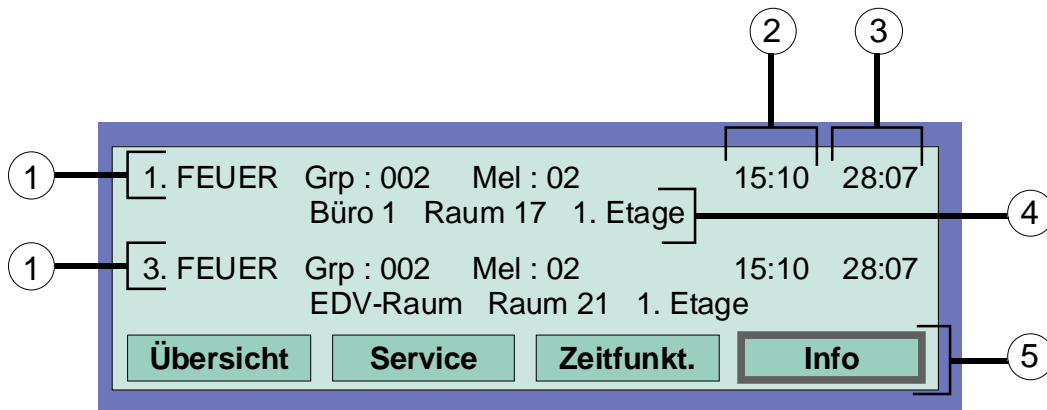 2 3
1 1. FEUER Grp : 002 Mel : 02 15:10 28:07
Büro 1 Raum 17 1. Etage 4
1 3. FEUER Grp : 002 Mel : 02 15:10 28:07
EDV-Raum Raum 21 1. Etage
Übersicht Service Zeitfunkt. Info 5